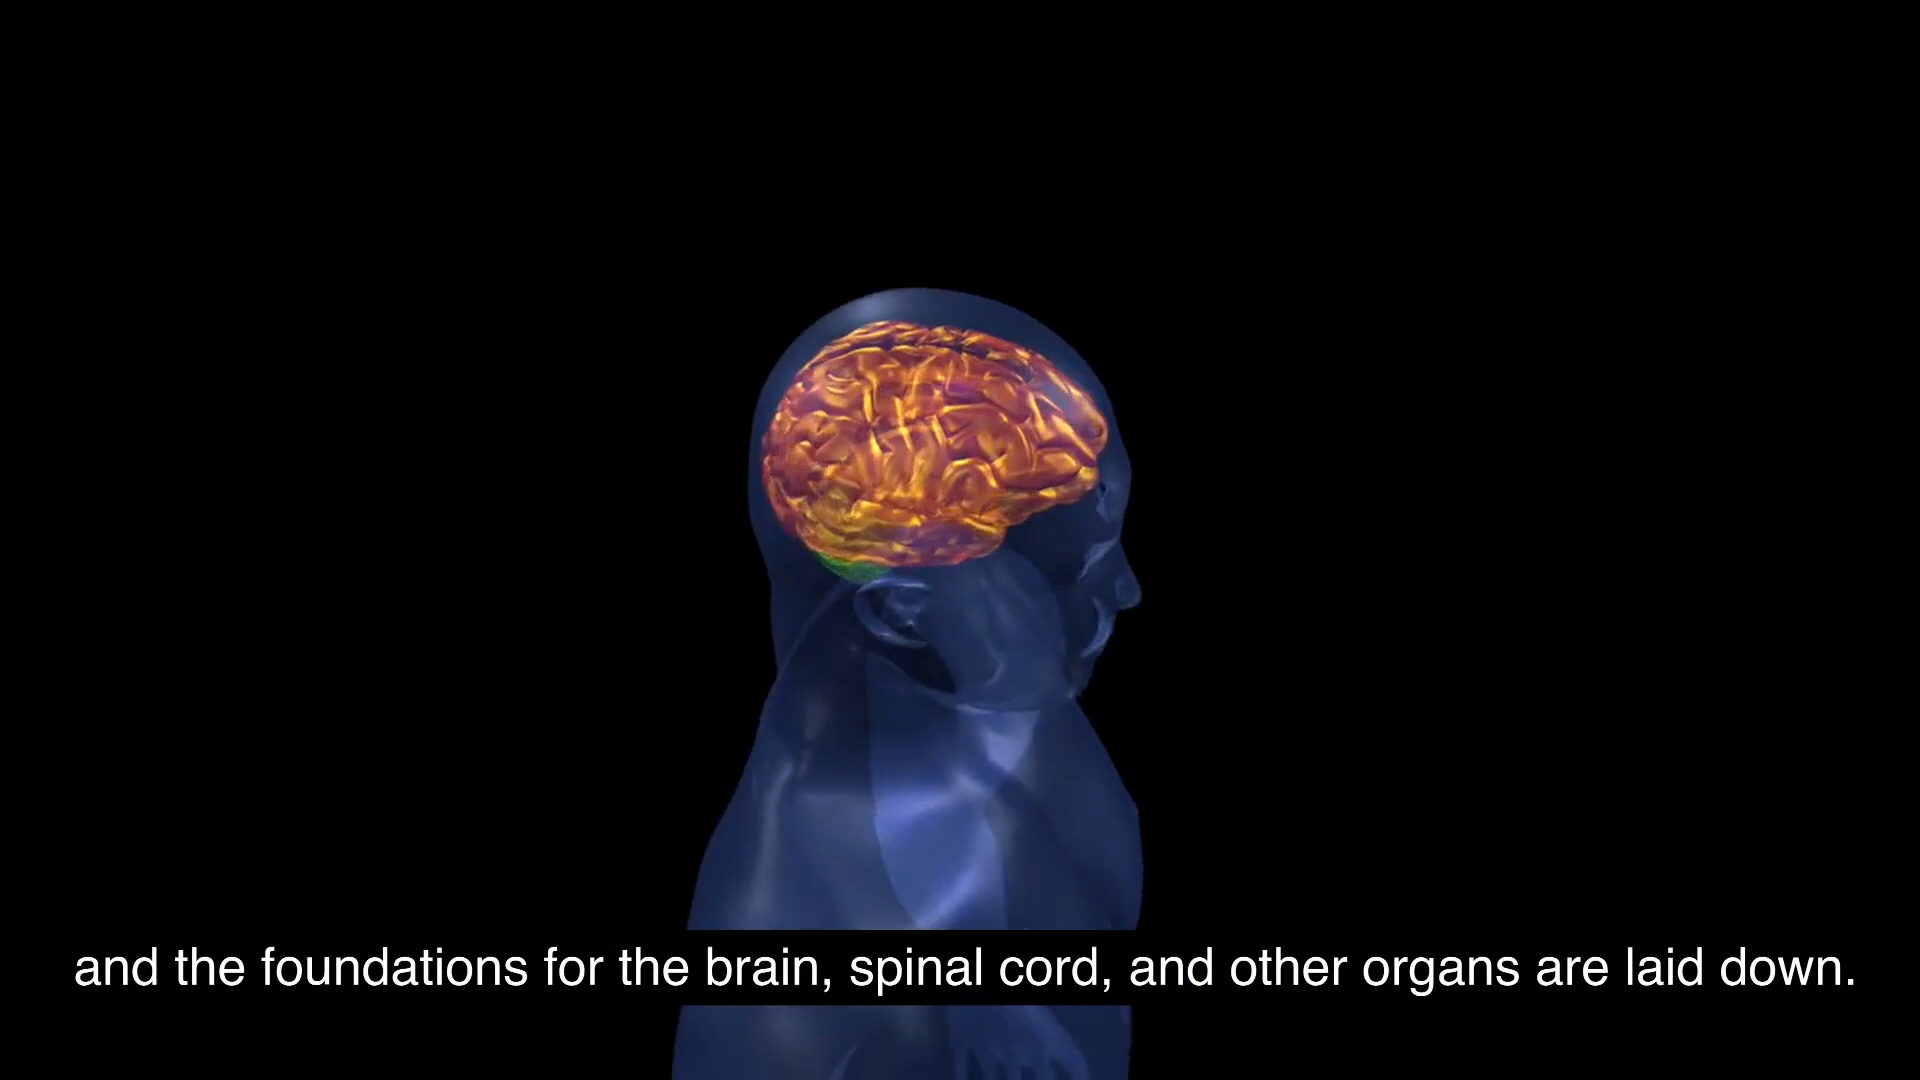 and the foundations for the brain, spinal cord, and other organs are laid down.